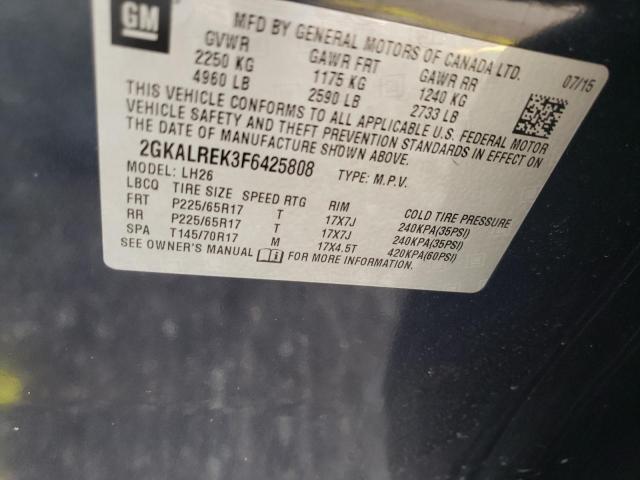 GM
MFD BY GENERAL MOTORS OF CANADA LTD.
GVWR GAWR FRT GAWR RR 07/15
2250 KG 1175 KG 1240 KG
4960 LB 2590 LB 2733 LB
THIS VEHICLE CONFORMS TO ALL APPLICABLE U.S. FEDERAL MOTOR
VEHICLE SAFETY AND THEFT PREVENTION STANDARDS IN EFFECT ON
THE DATE OF MANUFACTURE SHOWN ABOVE.
2GKALREK3F6425808 TYPE: M.P.V.
MODEL: LH26
LBCQ TIRE SIZE SPEED RTG RIM COLD TIRE PRESSURE
FRT P225/65R17 T 17X7J 240KPA(35PSI)
RR P225/65R17 T 17X7J 240KPA(35PSI)
SPA T145/70R17 M 17X4.5T 420KPA(60PSI)
SEE OWNER'S MANUAL FOR MORE INFORMATION.